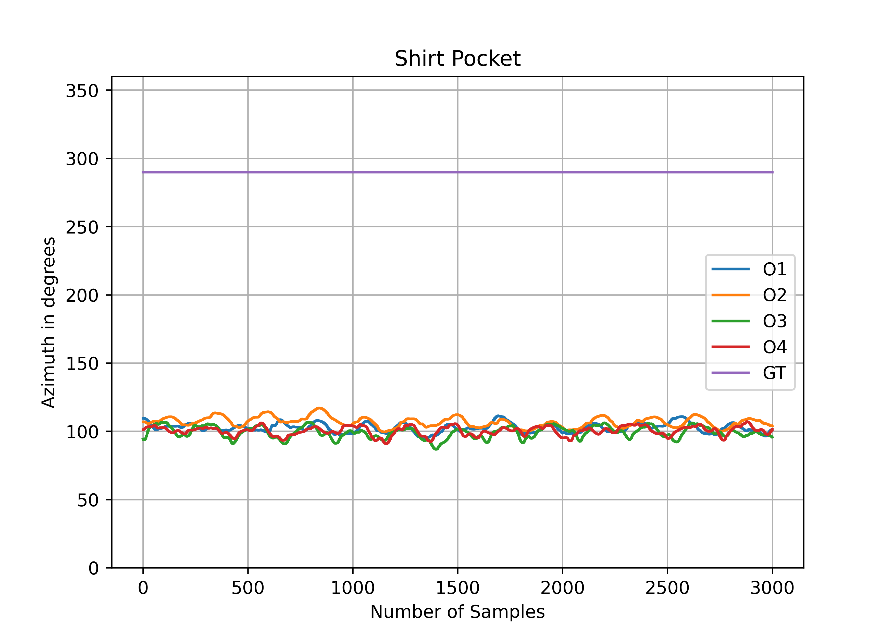 Shirt Pocket
350
300
250
200
150
100
50
0
Azimuth in degrees
O1
O2
O3
O4
GT
0 500 1000 1500 2000 2500 3000
Number of Samples